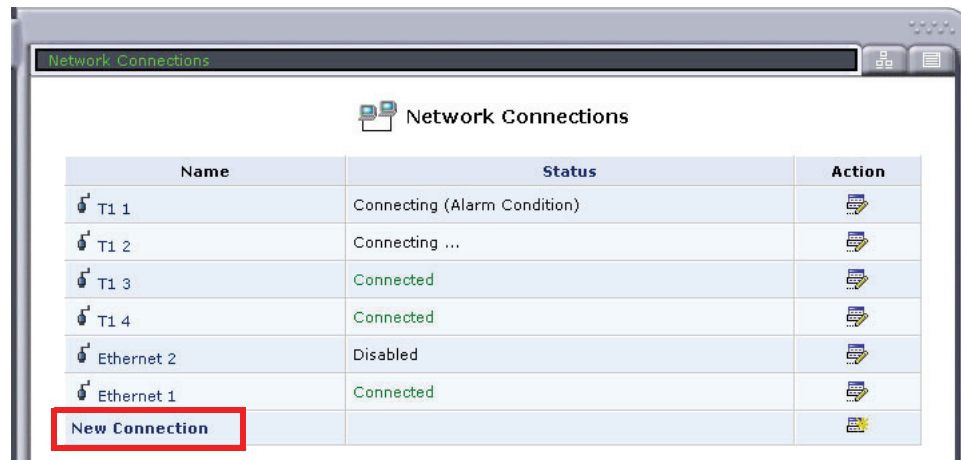 Network Connections
Network Connections
Name Status Action
T1 1 Connecting (Alarm Condition)
T1 2 Connecting ...
T1 3 Connected
T1 4 Connected
Ethernet 2 Disabled
Ethernet 1 Connected
New Connection